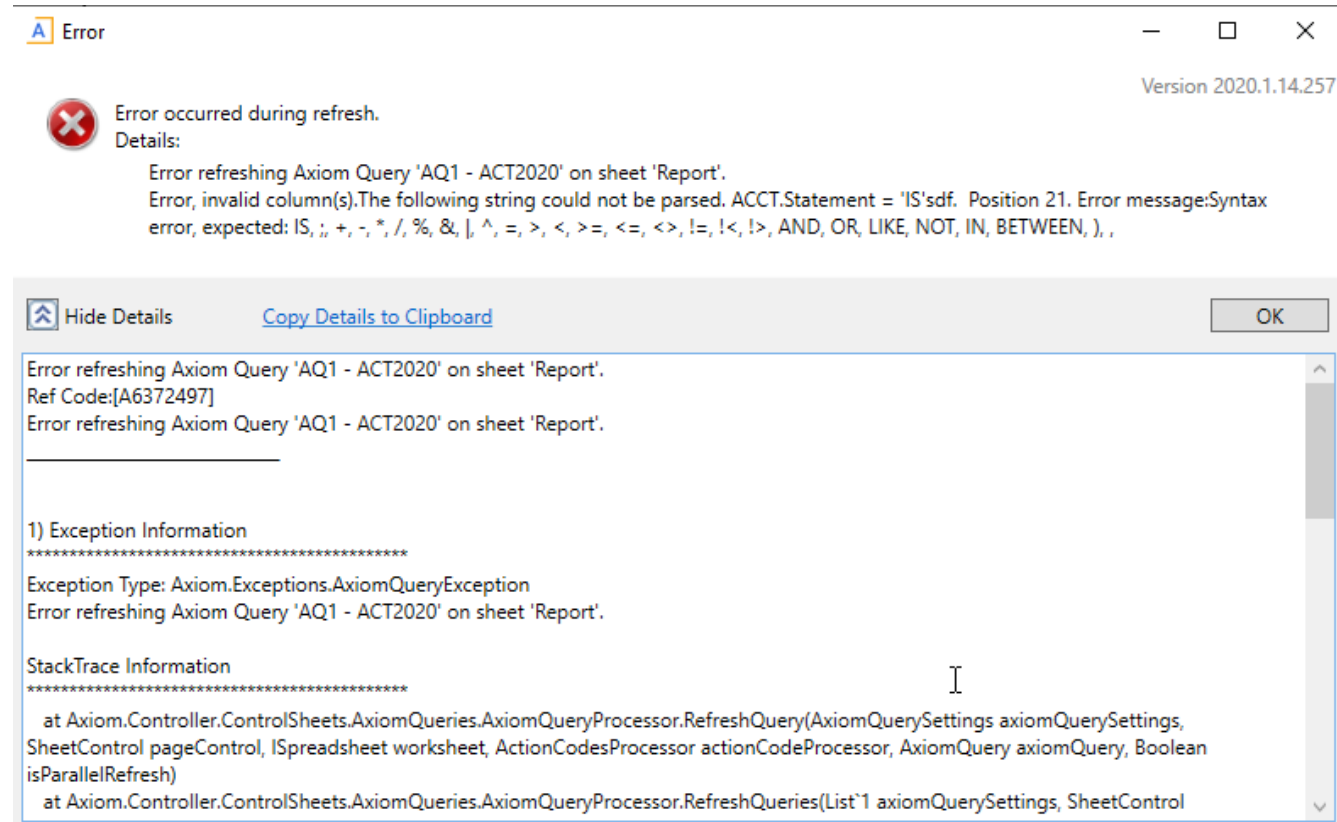 A Error
Version 2020.1.14.257
Error occurred during refresh.
Details:
Error refreshing Axiom Query 'AQ1 - ACT2020' on sheet 'Report'.
Error, invalid column(s).The following string could not be parsed. ACCT.Statement = 'IS'sdf.  Position 21. Error message:Syntax
error, expected: IS, ;, +, -, *, /, %, &, |, ^, =, >, <, >=, <=, <>, !=, !<, !>, AND, OR, LIKE, NOT, IN, BETWEEN, ), ,
Hide Details Copy Details to Clipboard OK
Error refreshing Axiom Query 'AQ1 - ACT2020' on sheet 'Report'.
Ref Code:[A6372497]
Error refreshing Axiom Query 'AQ1 - ACT2020' on sheet 'Report'.
____________________________
1) Exception Information
*********************************************
Exception Type: Axiom.Exceptions.AxiomQueryException
Error refreshing Axiom Query 'AQ1 - ACT2020' on sheet 'Report'.
StackTrace Information
*********************************************
at Axiom.Controller.ControlSheets.AxiomQueries.AxiomQueryProcessor.RefreshQuery(AxiomQuerySettings axiomQuerySettings,
SheetControl pageControl, ISpreadsheet worksheet, ActionCodesProcessor actionCodeProcessor, AxiomQuery axiomQuery, Boolean
isParallelRefresh)
at Axiom.Controller.ControlSheets.AxiomQueries.AxiomQueryProcessor.RefreshQueries(List`1 axiomQuerySettings, SheetControl